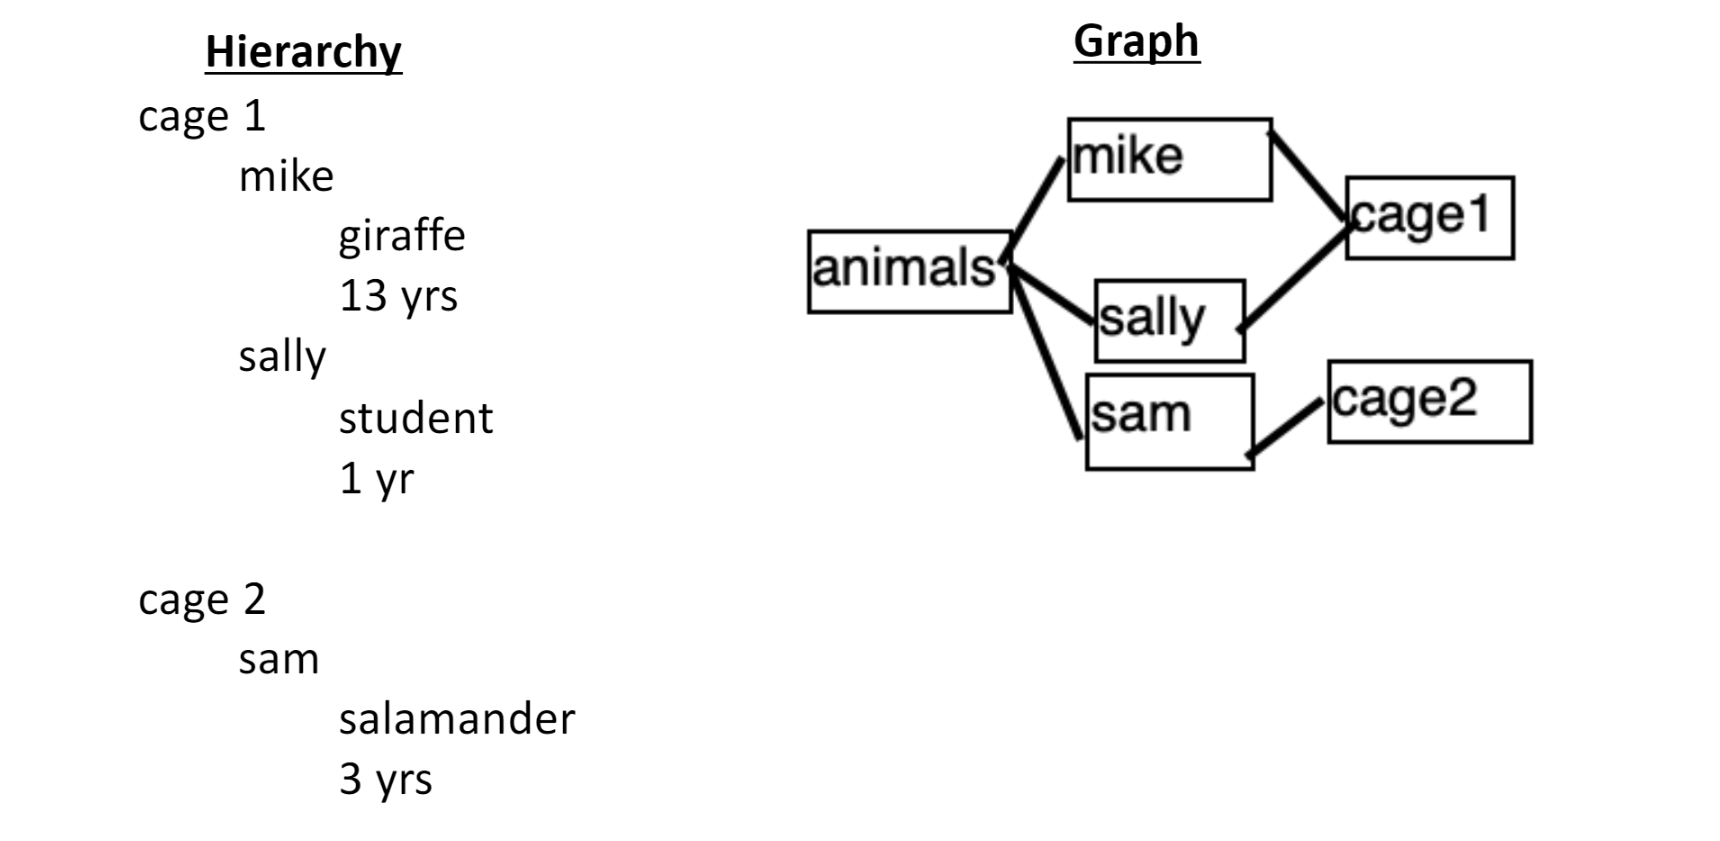 Hierarchy
cage 1
mike
giraffe
13 yrs
sally
student
1 yr
cage 2
sam
salamander
3 yrs
Graph
mike
cage1
animals
sally
cage2
sam